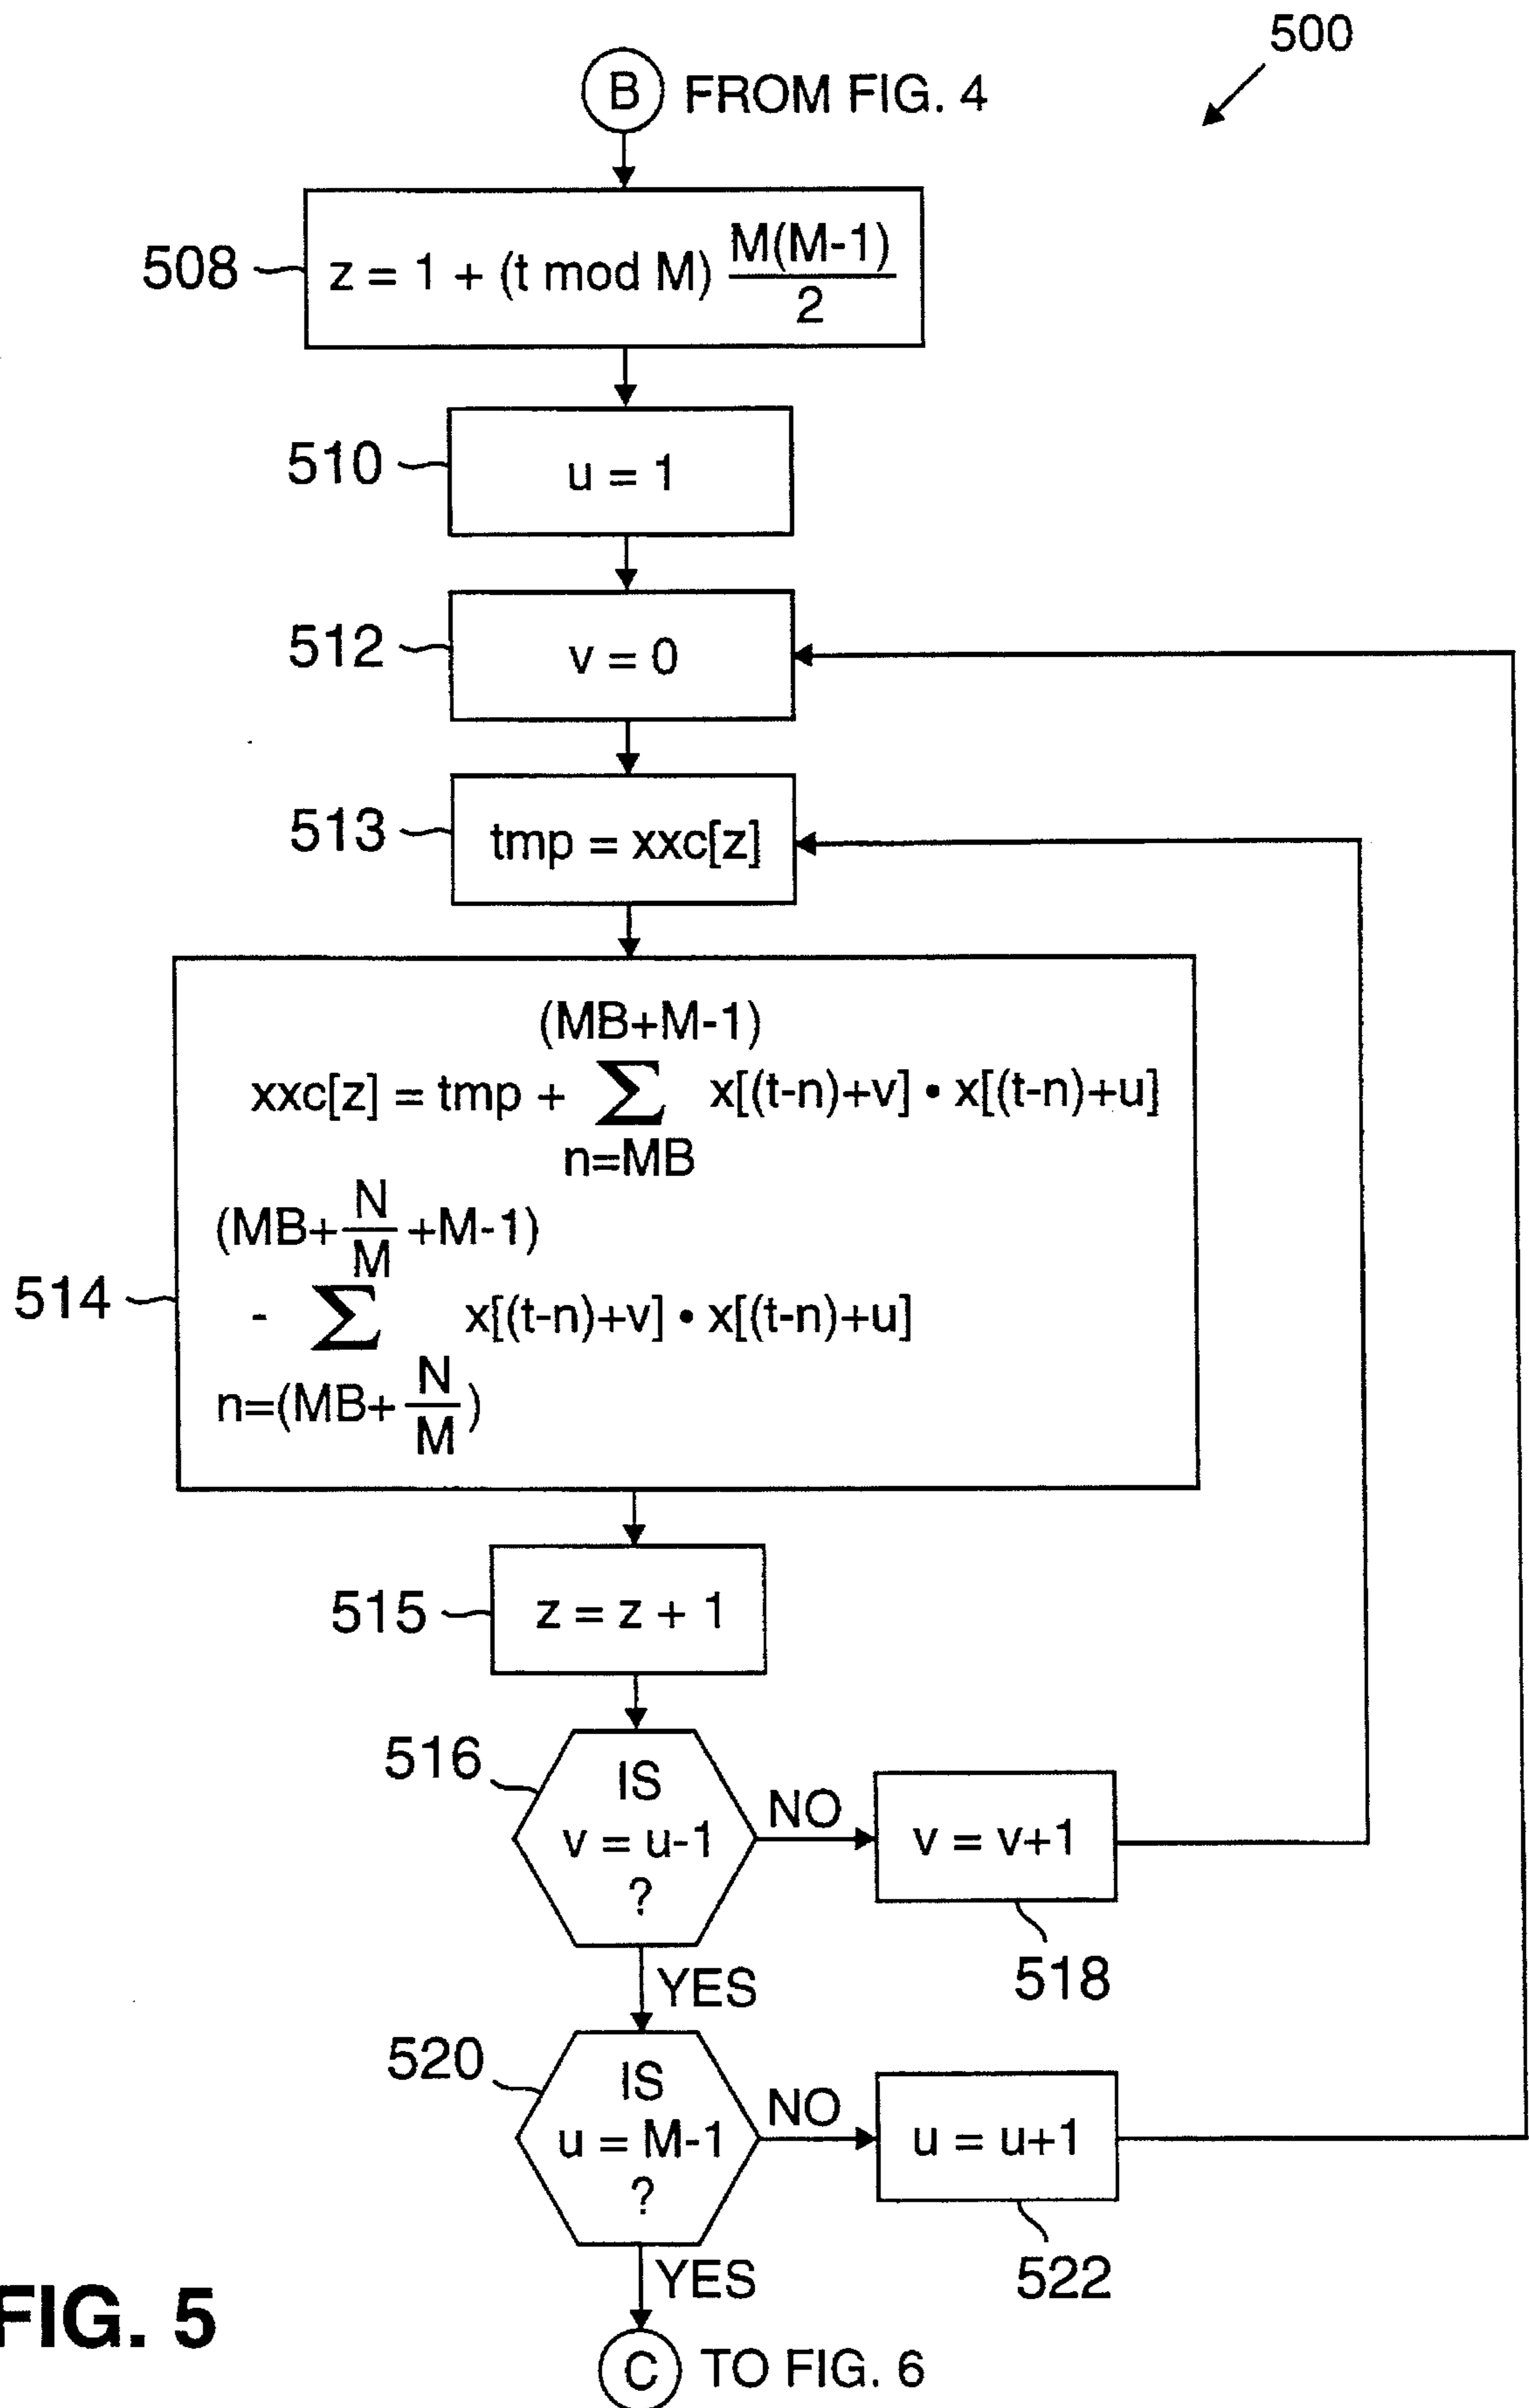 500
B FROM FIG. 4
508 z = 1 + (t mod M) M(M-1)/2
510 u = 1
512 v = 0
513 tmp = xxc[z]
(MB+M-1)
xxc[z] = tmp + Σ x[(t-n)+v] • x[(t-n)+u]
n=MB
(MB+N/M+M-1)
514 - Σ x[(t-n)+v] • x[(t-n)+u]
n=(MB+N/M)
515 z = z + 1
516 IS
v = u-1
?
NO
v = v+1
518
YES
520 IS
u = M-1
?
NO
u = u+1
522
YES
FIG. 5
C TO FIG. 6